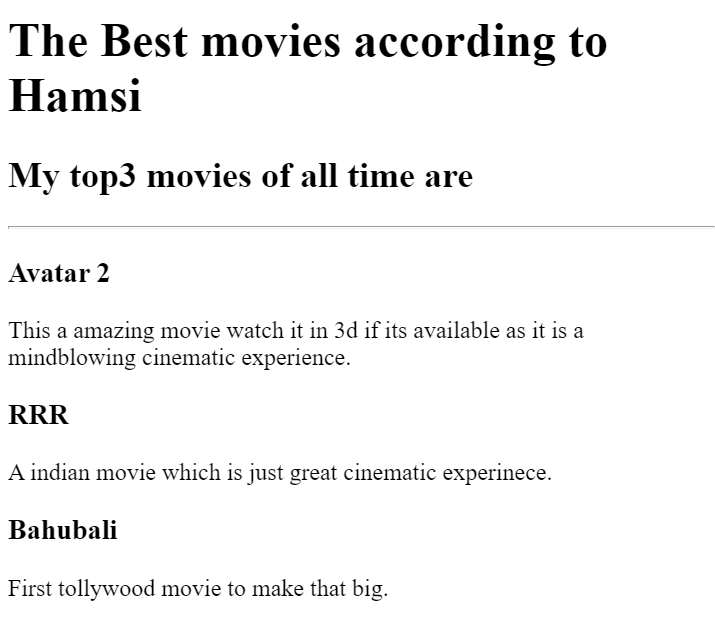 The Best movies according to
Hamsi
My top3 movies of all time are
Avatar 2
This a amazing movie watch it in 3d if its available as it is a
mindblowing cinematic experience.
RRR
A indian movie which is just great cinematic experinece.
Bahubali
First tollywood movie to make that big.